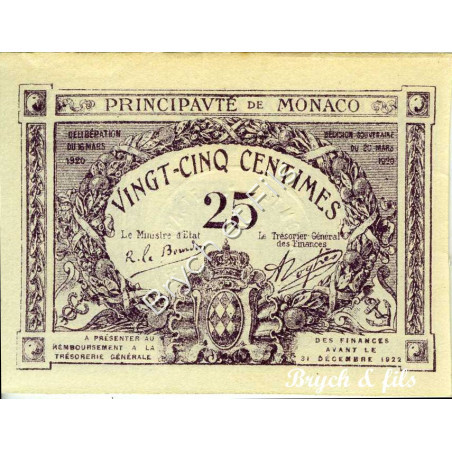 PRINCIPAVTÉ DE MONACO
DÉLIBÉRATION
DU 16 MARS
1920
DÉCISION SOUVERAINE
DU 20 MARS
1920
VINGT-CINQ CENTIMES
25
Le Ministre d'Etat
Le Trésorier Général
des Finances
A PRÉSENTER AU
REMBOURSEMENT A LA
TRÉSORERIE GÉNÉRALE
DES FINANCES
AVANT LE
31 DÉCEMBRE 1922
Brych & fils